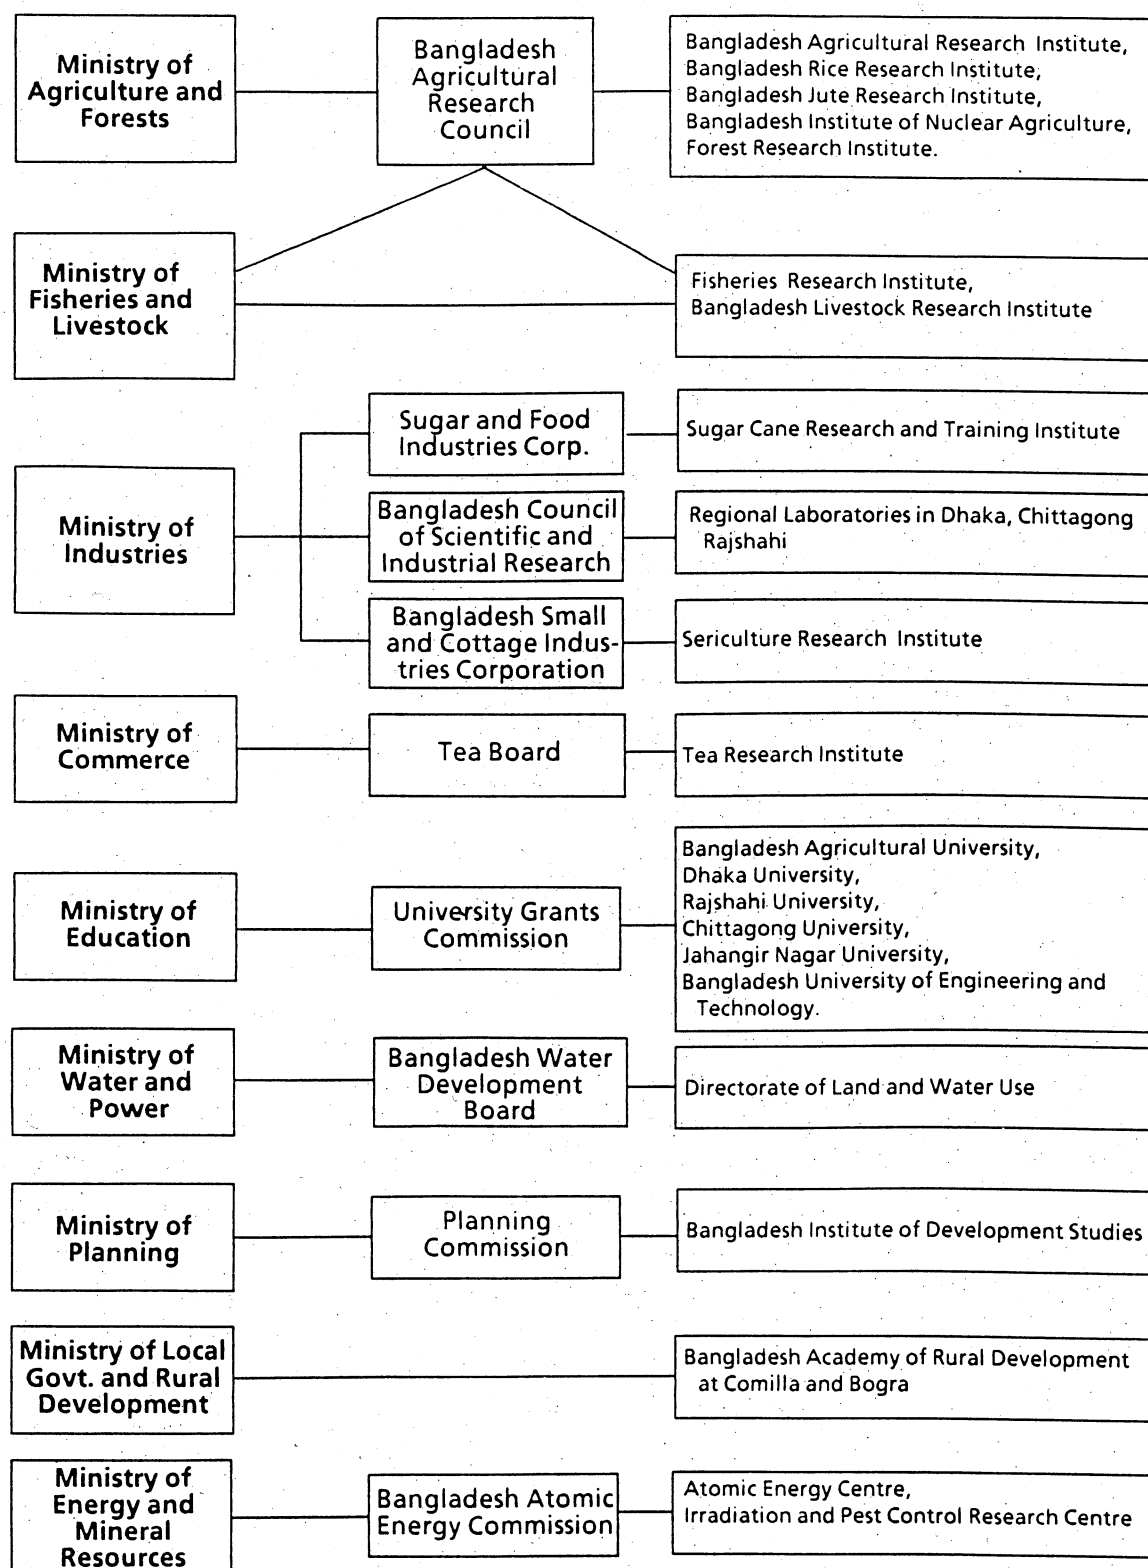 Ministry of
Agriculture and
Forests
Bangladesh
Agricultural
Research
Council
Bangladesh Agricultural Research Institute,
Bangladesh Rice Research Institute,
Bangladesh Jute Research Institute,
Bangladesh Institute of Nuclear Agriculture,
Forest Research Institute.
Ministry of
Fisheries and
Livestock
Fisheries Research Institute,
Bangladesh Livestock Research Institute
Ministry of
Industries
Sugar and Food
Industries Corp.
Sugar Cane Research and Training Institute
Bangladesh Council
of Scientific and
Industrial Research
Regional Laboratories in Dhaka, Chittagong
Rajshahi
Bangladesh Small
and Cottage Indus-
tries Corporation
Sericulture Research Institute
Ministry of
Commerce
Tea Board
Tea Research Institute
Ministry of
Education
University Grants
Commission
Bangladesh Agricultural University,
Dhaka University,
Rajshahi University,
Chittagong University,
Jahangir Nagar University,
Bangladesh University of Engineering and
Technology.
Ministry of
Water and
Power
Bangladesh Water
Development
Board
Directorate of Land and Water Use
Ministry of
Planning
Planning
Commission
Bangladesh Institute of Development Studies
Ministry of Local
Govt. and Rural
Development
Bangladesh Academy of Rural Development
at Comilla and Bogra
Ministry of
Energy and
Mineral
Resources
Bangladesh Atomic
Energy Commission
Atomic Energy Centre,
Irradiation and Pest Control Research Centre